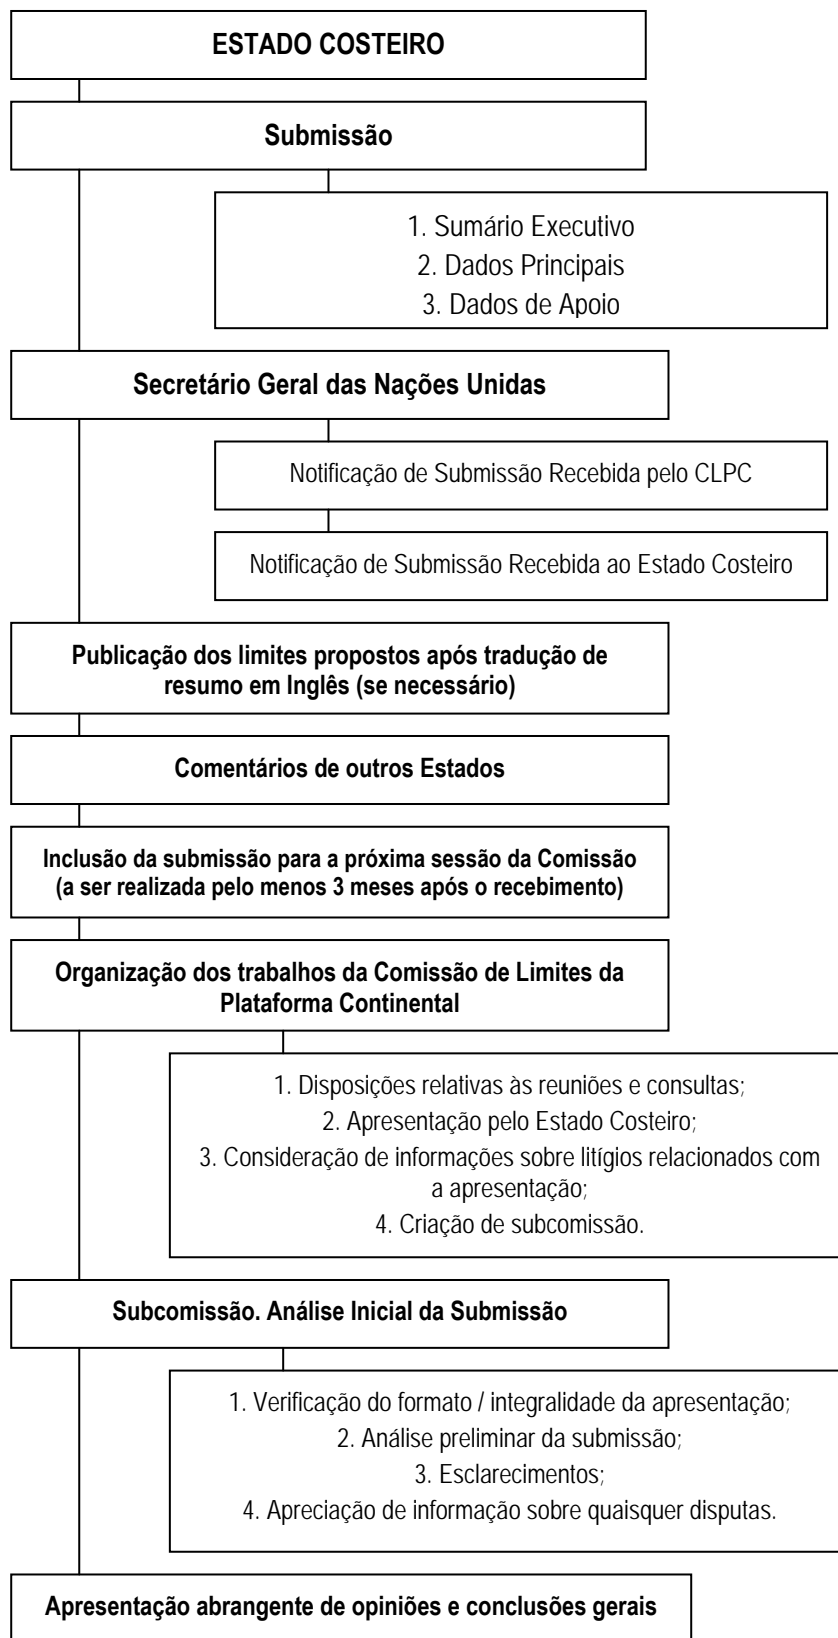 ESTADO COSTEIRO
Submissão
1. Sumário Executivo
2. Dados Principais
3. Dados de Apoio
Secretário Geral das Nações Unidas
Notificação de Submissão Recebida pelo CLPC
Notificação de Submissão Recebida ao Estado Costeiro
Publicação dos limites propostos após tradução de
resumo em Inglês (se necessário)
Comentários de outros Estados
Inclusão da submissão para a próxima sessão da Comissão
(a ser realizada pelo menos 3 meses após o recebimento)
Organização dos trabalhos da Comissão de Limites da
Plataforma Continental
1. Disposições relativas às reuniões e consultas;
2. Apresentação pelo Estado Costeiro;
3. Consideração de informações sobre litígios relacionados com
a apresentação;
4. Criação de subcomissão.
Subcomissão. Análise Inicial da Submissão
1. Verificação do formato / integralidade da apresentação;
2. Análise preliminar da submissão;
3. Esclarecimentos;
4. Apreciação de informação sobre quaisquer disputas.
Apresentação abrangente de opiniões e conclusões gerais